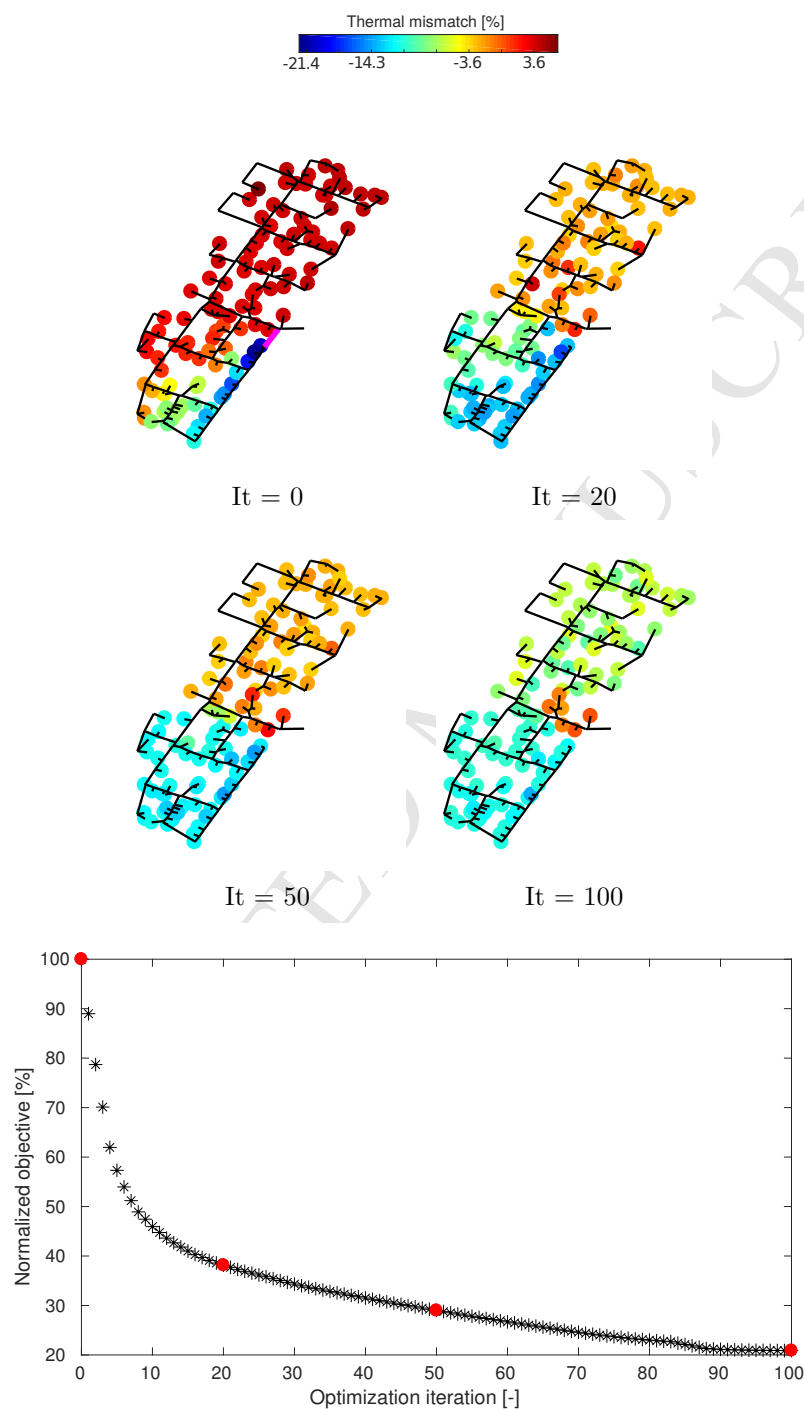 Thermal mismatch [%]
-21.4 -14.3 -3.6 3.6
It = 0 It = 20
It = 50 It = 100
100
90
80
70
60
50
40
30
20
Normalized objective [%]
0 10 20 30 40 50 60 70 80 90 100
Optimization iteration [-]